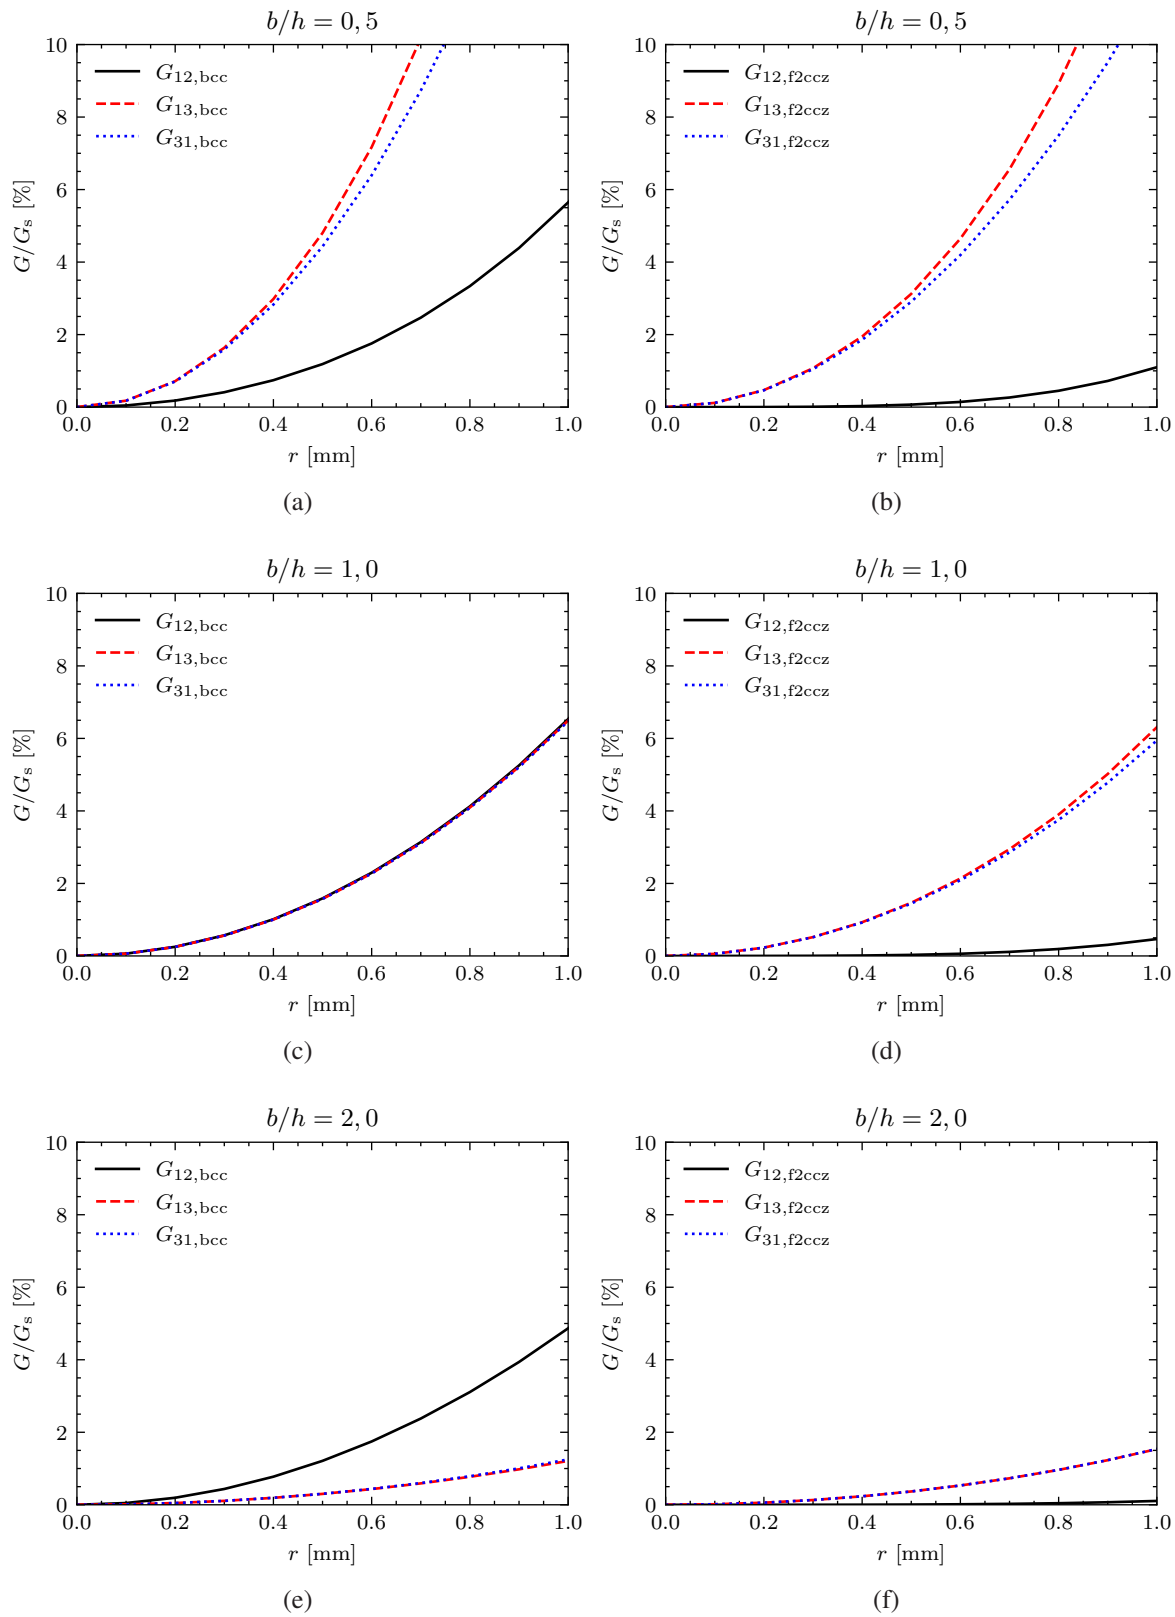 b/h = 0, 5
G/Gs [%]
10
8
6
4
2
0
G12,bcc
G13,bcc
G31,bcc
0.0 0.2 0.4 0.6 0.8 1.0
r [mm]
(a)
b/h = 0, 5
G/Gs [%]
10
8
6
4
2
0
G12,f2ccz
G13,f2ccz
G31,f2ccz
0.0 0.2 0.4 0.6 0.8 1.0
r [mm]
(b)
b/h = 1, 0
G/Gs [%]
10
8
6
4
2
0
G12,bcc
G13,bcc
G31,bcc
0.0 0.2 0.4 0.6 0.8 1.0
r [mm]
(c)
b/h = 1, 0
G/Gs [%]
10
8
6
4
2
0
G12,f2ccz
G13,f2ccz
G31,f2ccz
0.0 0.2 0.4 0.6 0.8 1.0
r [mm]
(d)
b/h = 2, 0
G/Gs [%]
10
8
6
4
2
0
G12,bcc
G13,bcc
G31,bcc
0.0 0.2 0.4 0.6 0.8 1.0
r [mm]
(e)
b/h = 2, 0
G/Gs [%]
10
8
6
4
2
0
G12,f2ccz
G13,f2ccz
G31,f2ccz
0.0 0.2 0.4 0.6 0.8 1.0
r [mm]
(f)